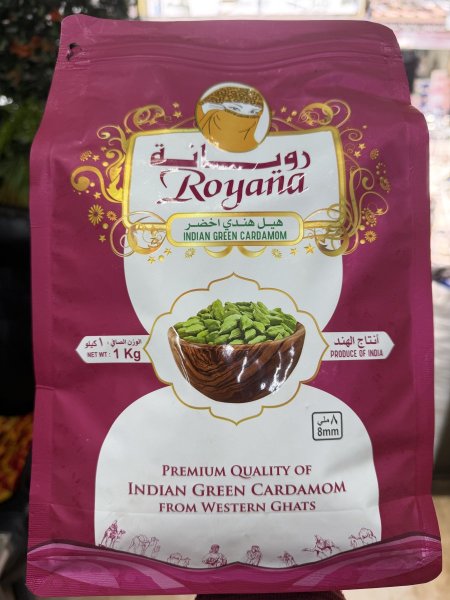 رويانة
Royana
هيل هندي اخضر
INDIAN GREEN CARDAMOM
الوزن الصافي: ١ كيلو
NET WT : 1 Kg
أنتاج الهند
PRODUCE OF INDIA
٨ ملي
8mm
PREMIUM QUALITY OF
INDIAN GREEN CARDAMOM
FROM WESTERN GHATS